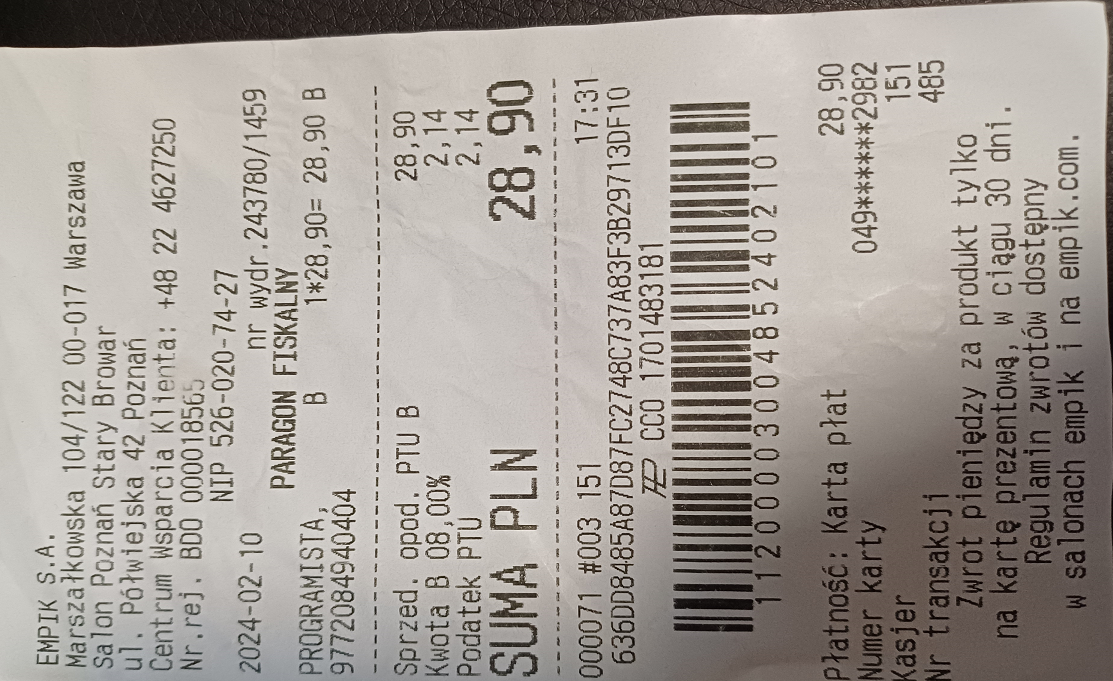 EMPIK S.A.
Marszałkowska 104/122 00-017 Warszawa
Salon Poznań Stary Browar
ul. Półwiejska 42 Poznań
Centrum Wsparcia Klienta: +48 22 4627250
Nr.rej. BDO 000018565
NIP 526-020-74-27
2024-02-10 nr wydr.243780/1459
PARAGON FISKALNY
PROGRAMISTA, B 1*28,90= 28,90 B
977208494040​4
Sprzed. opod. PTU B 28,90
Kwota B 08,00% 2,14
Podatek PTU 2,14
SUMA PLN 28,90
000071 #003 151 17:31
636DD8485A87D87FC2748C737A83F3B29713DF10
CCO 1701483181
1120003004852402101
Płatność: Karta płat 28,90
Numer karty 049******2982
Kasjer 151
Nr transakcji 485
Zwrot pieniędzy za produkt tylko
na kartę prezentową, w ciągu 30 dni.
Regulamin zwrotów dostępny
w salonach empik i na empik.com.